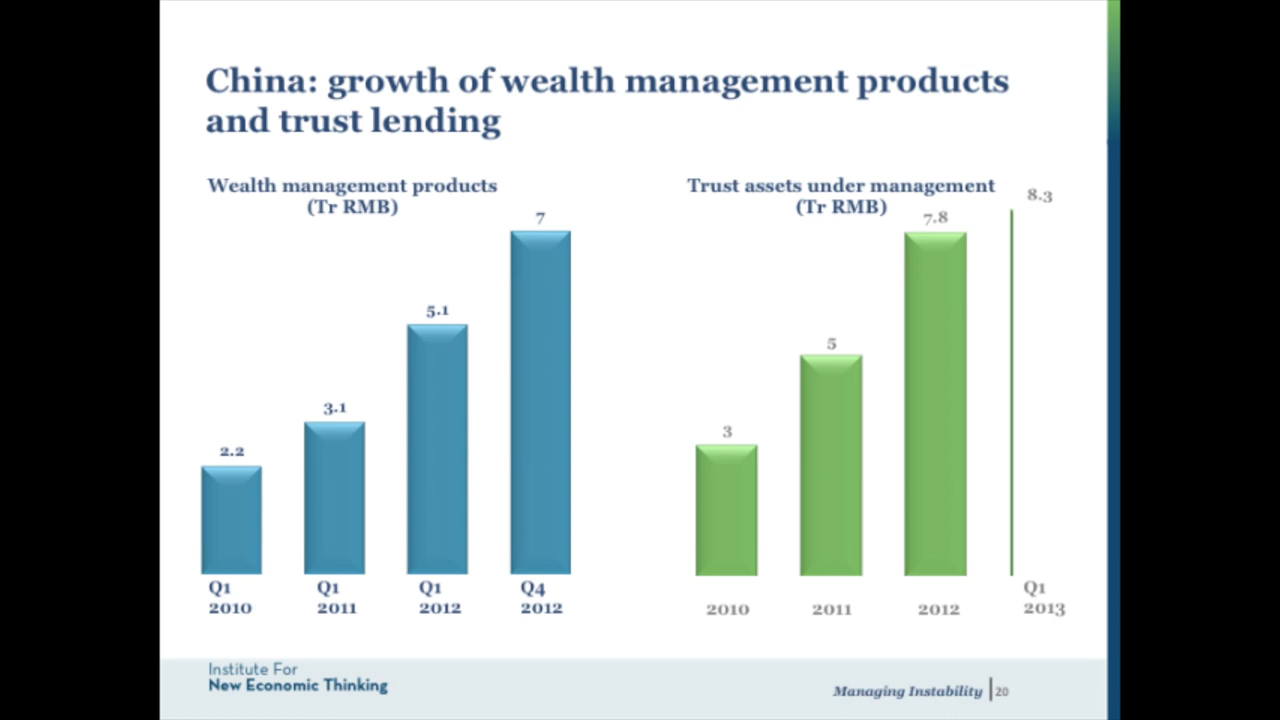 China: growth of wealth management products
and trust lending
Wealth management products
(Tr RMB)
2.2
3.1
5.1
7
Q1
2010
Q1
2011
Q1
2012
Q4
2012
Trust assets under management
(Tr RMB)
3
5
7.8
8.3
2010
2011
2012
Q1
2013
Institute For
New Economic Thinking
Managing Instability 20